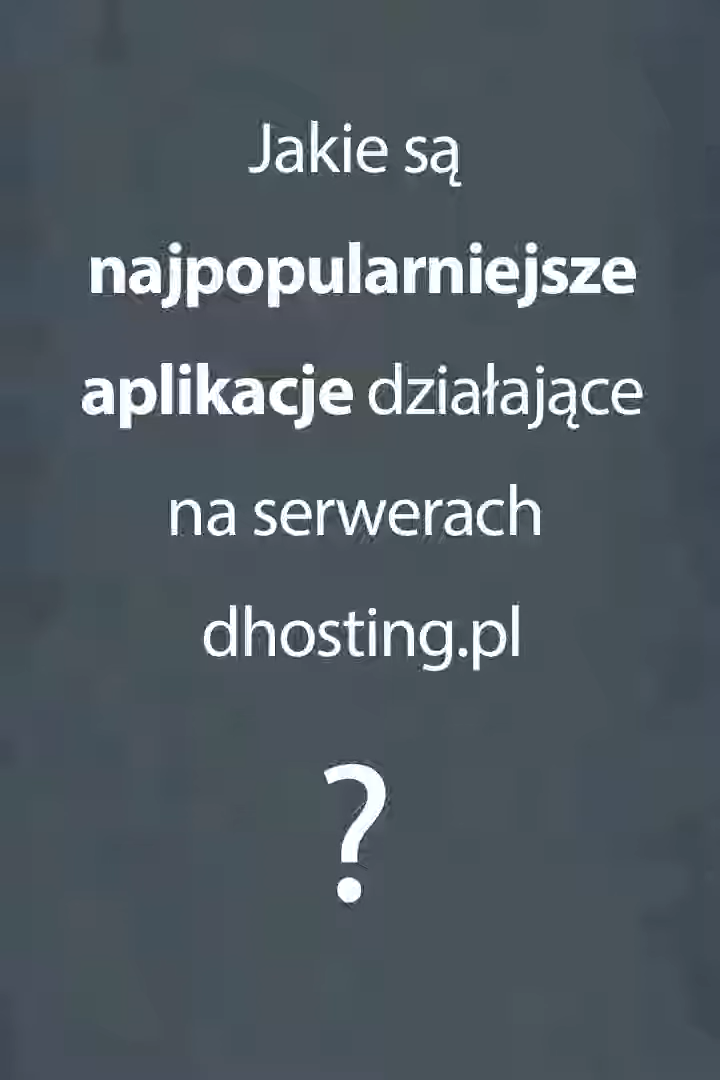 Jakie są
najpopularniejsze
aplikacje działające
na serwerach
dhosting.pl
?